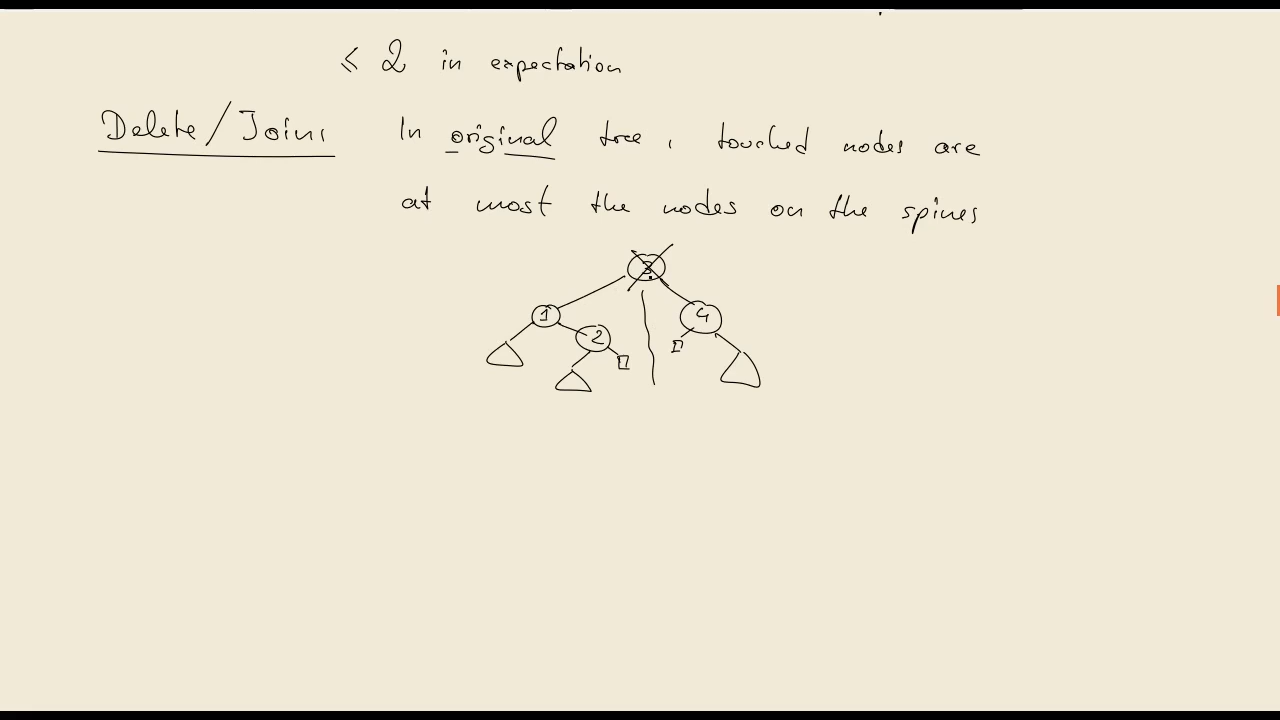 ≤ 2 in expectation
Delete/Join: In original tree, touched nodes are
at most the nodes on the spines
3
1 4
2